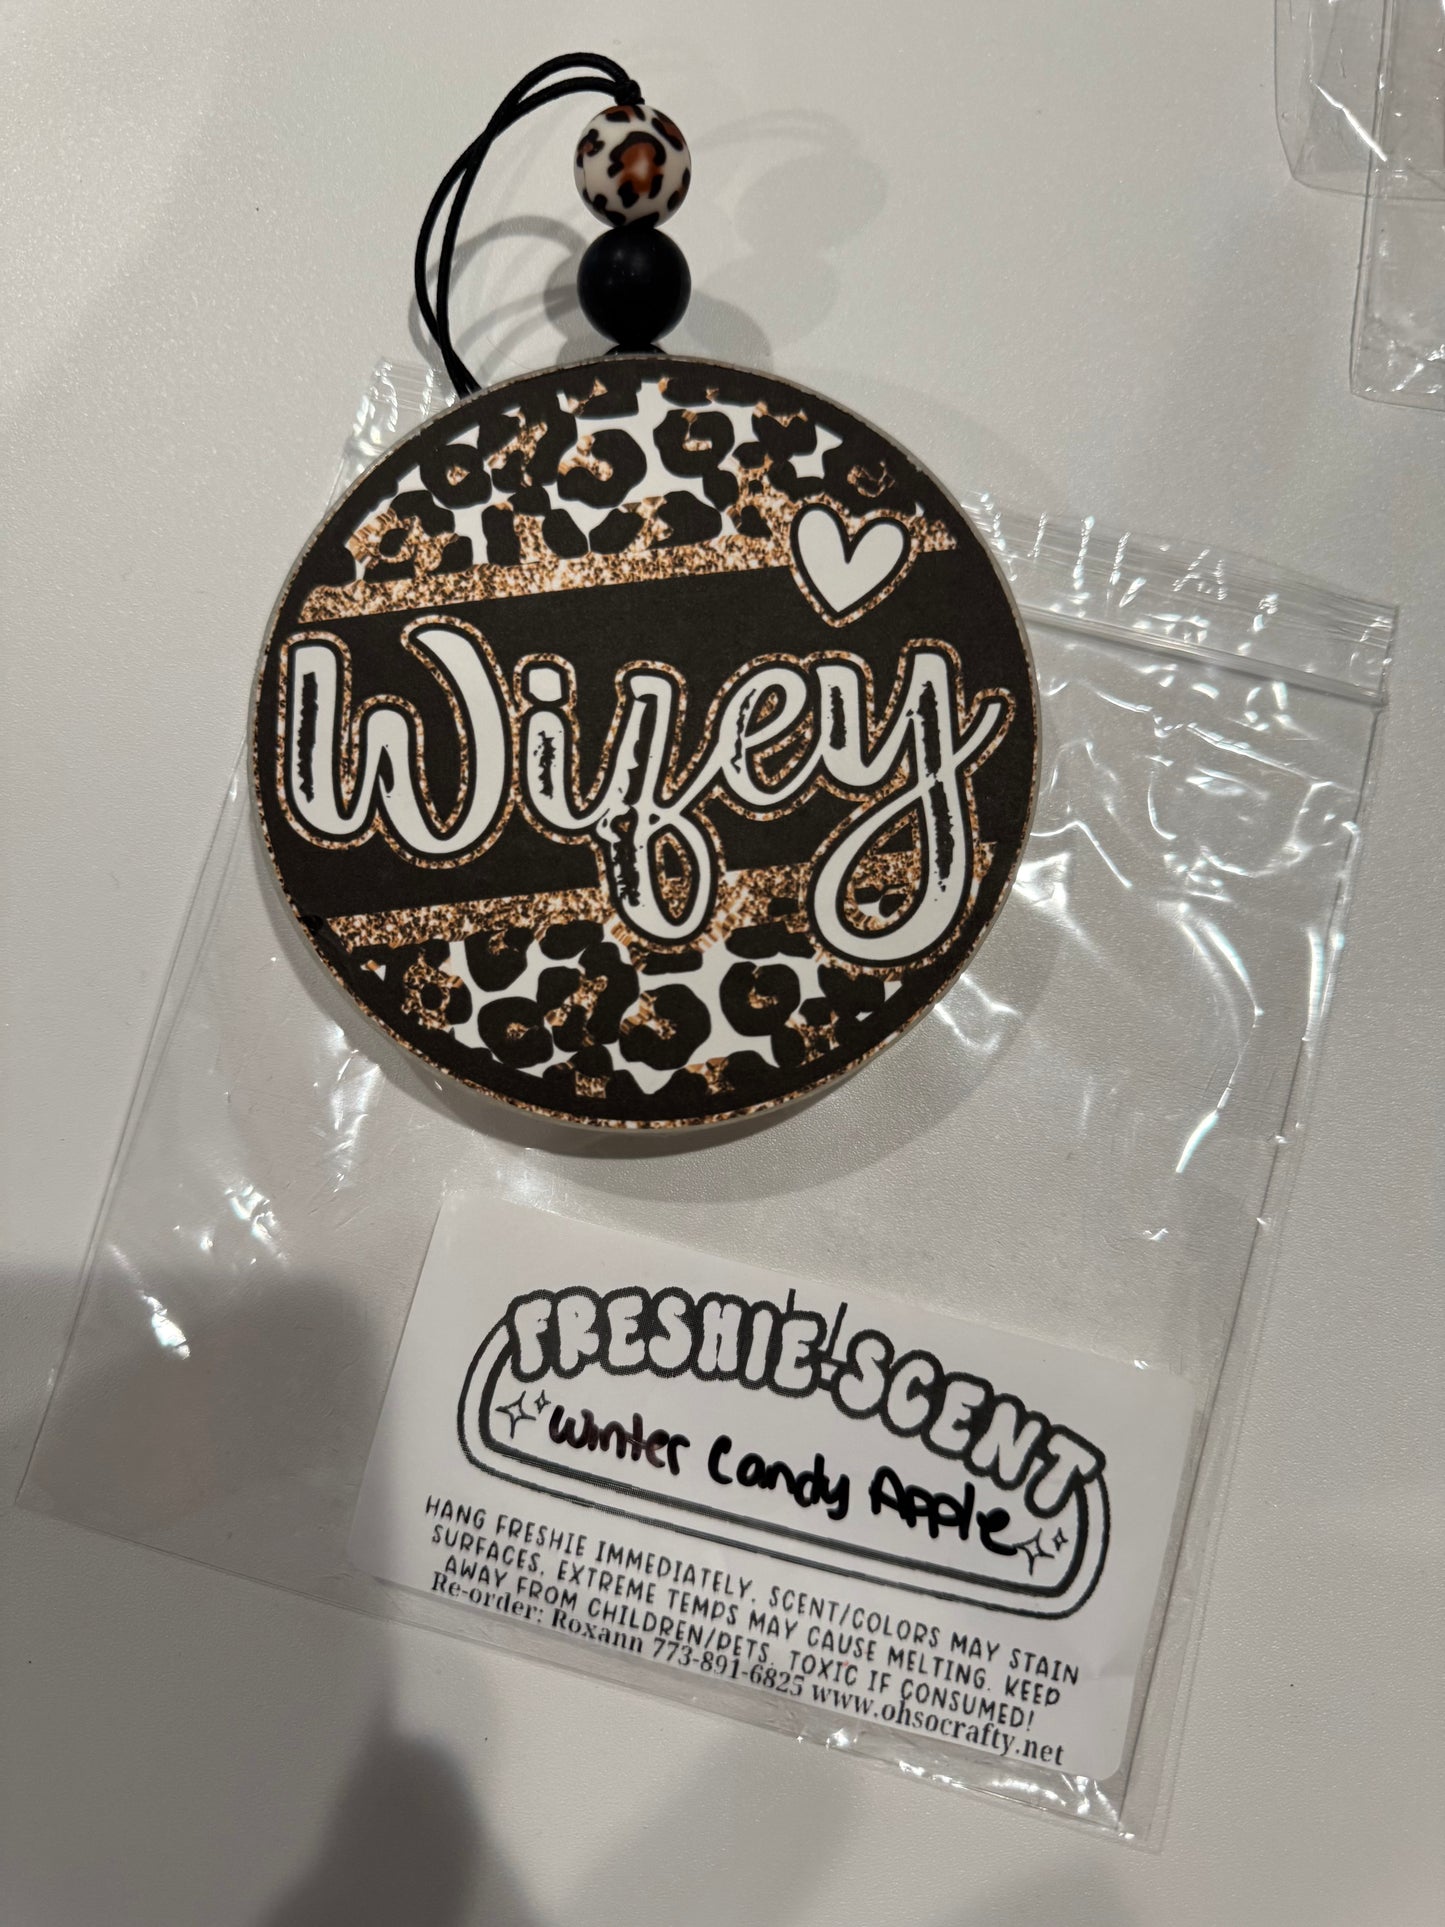 Wifey
FRESHIE SCENT
Winter Candy Apple
HANG FRESHIE IMMEDIATELY. SCENT/COLORS MAY STAIN
SURFACES. EXTREME TEMPS MAY CAUSE MELTING. KEEP
AWAY FROM CHILDREN/PETS. TOXIC IF CONSUMED!
Re-order: Roxann 773-891-6825 www.ohsocrafty.net